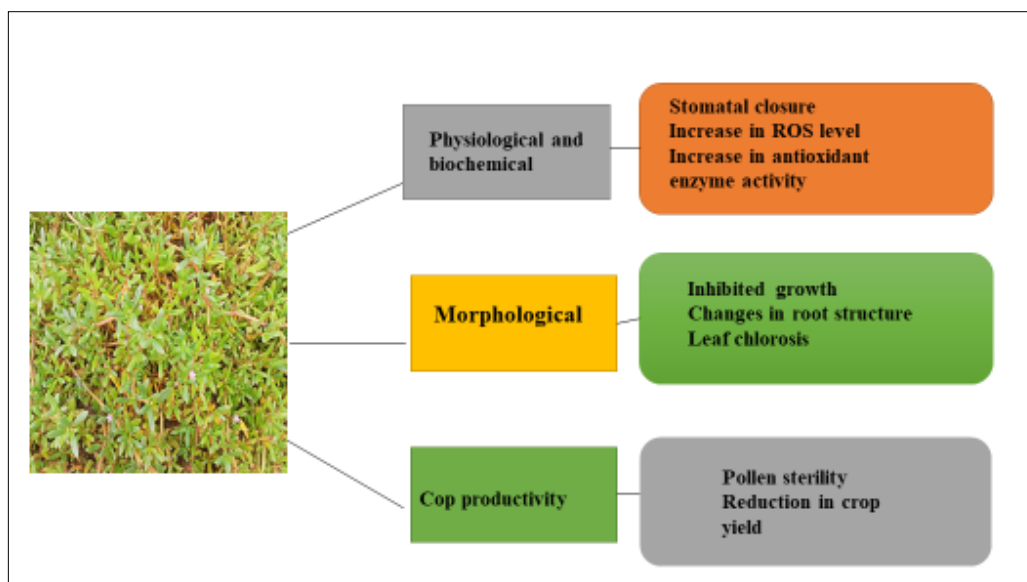 Physiological and
biochemical
Stomatal closure
Increase in ROS level
Increase in antioxidant
enzyme activity
Morphological
Inhibited growth
Changes in root structure
Leaf chlorosis
Cop productivity
Pollen sterility
Reduction in crop
yield